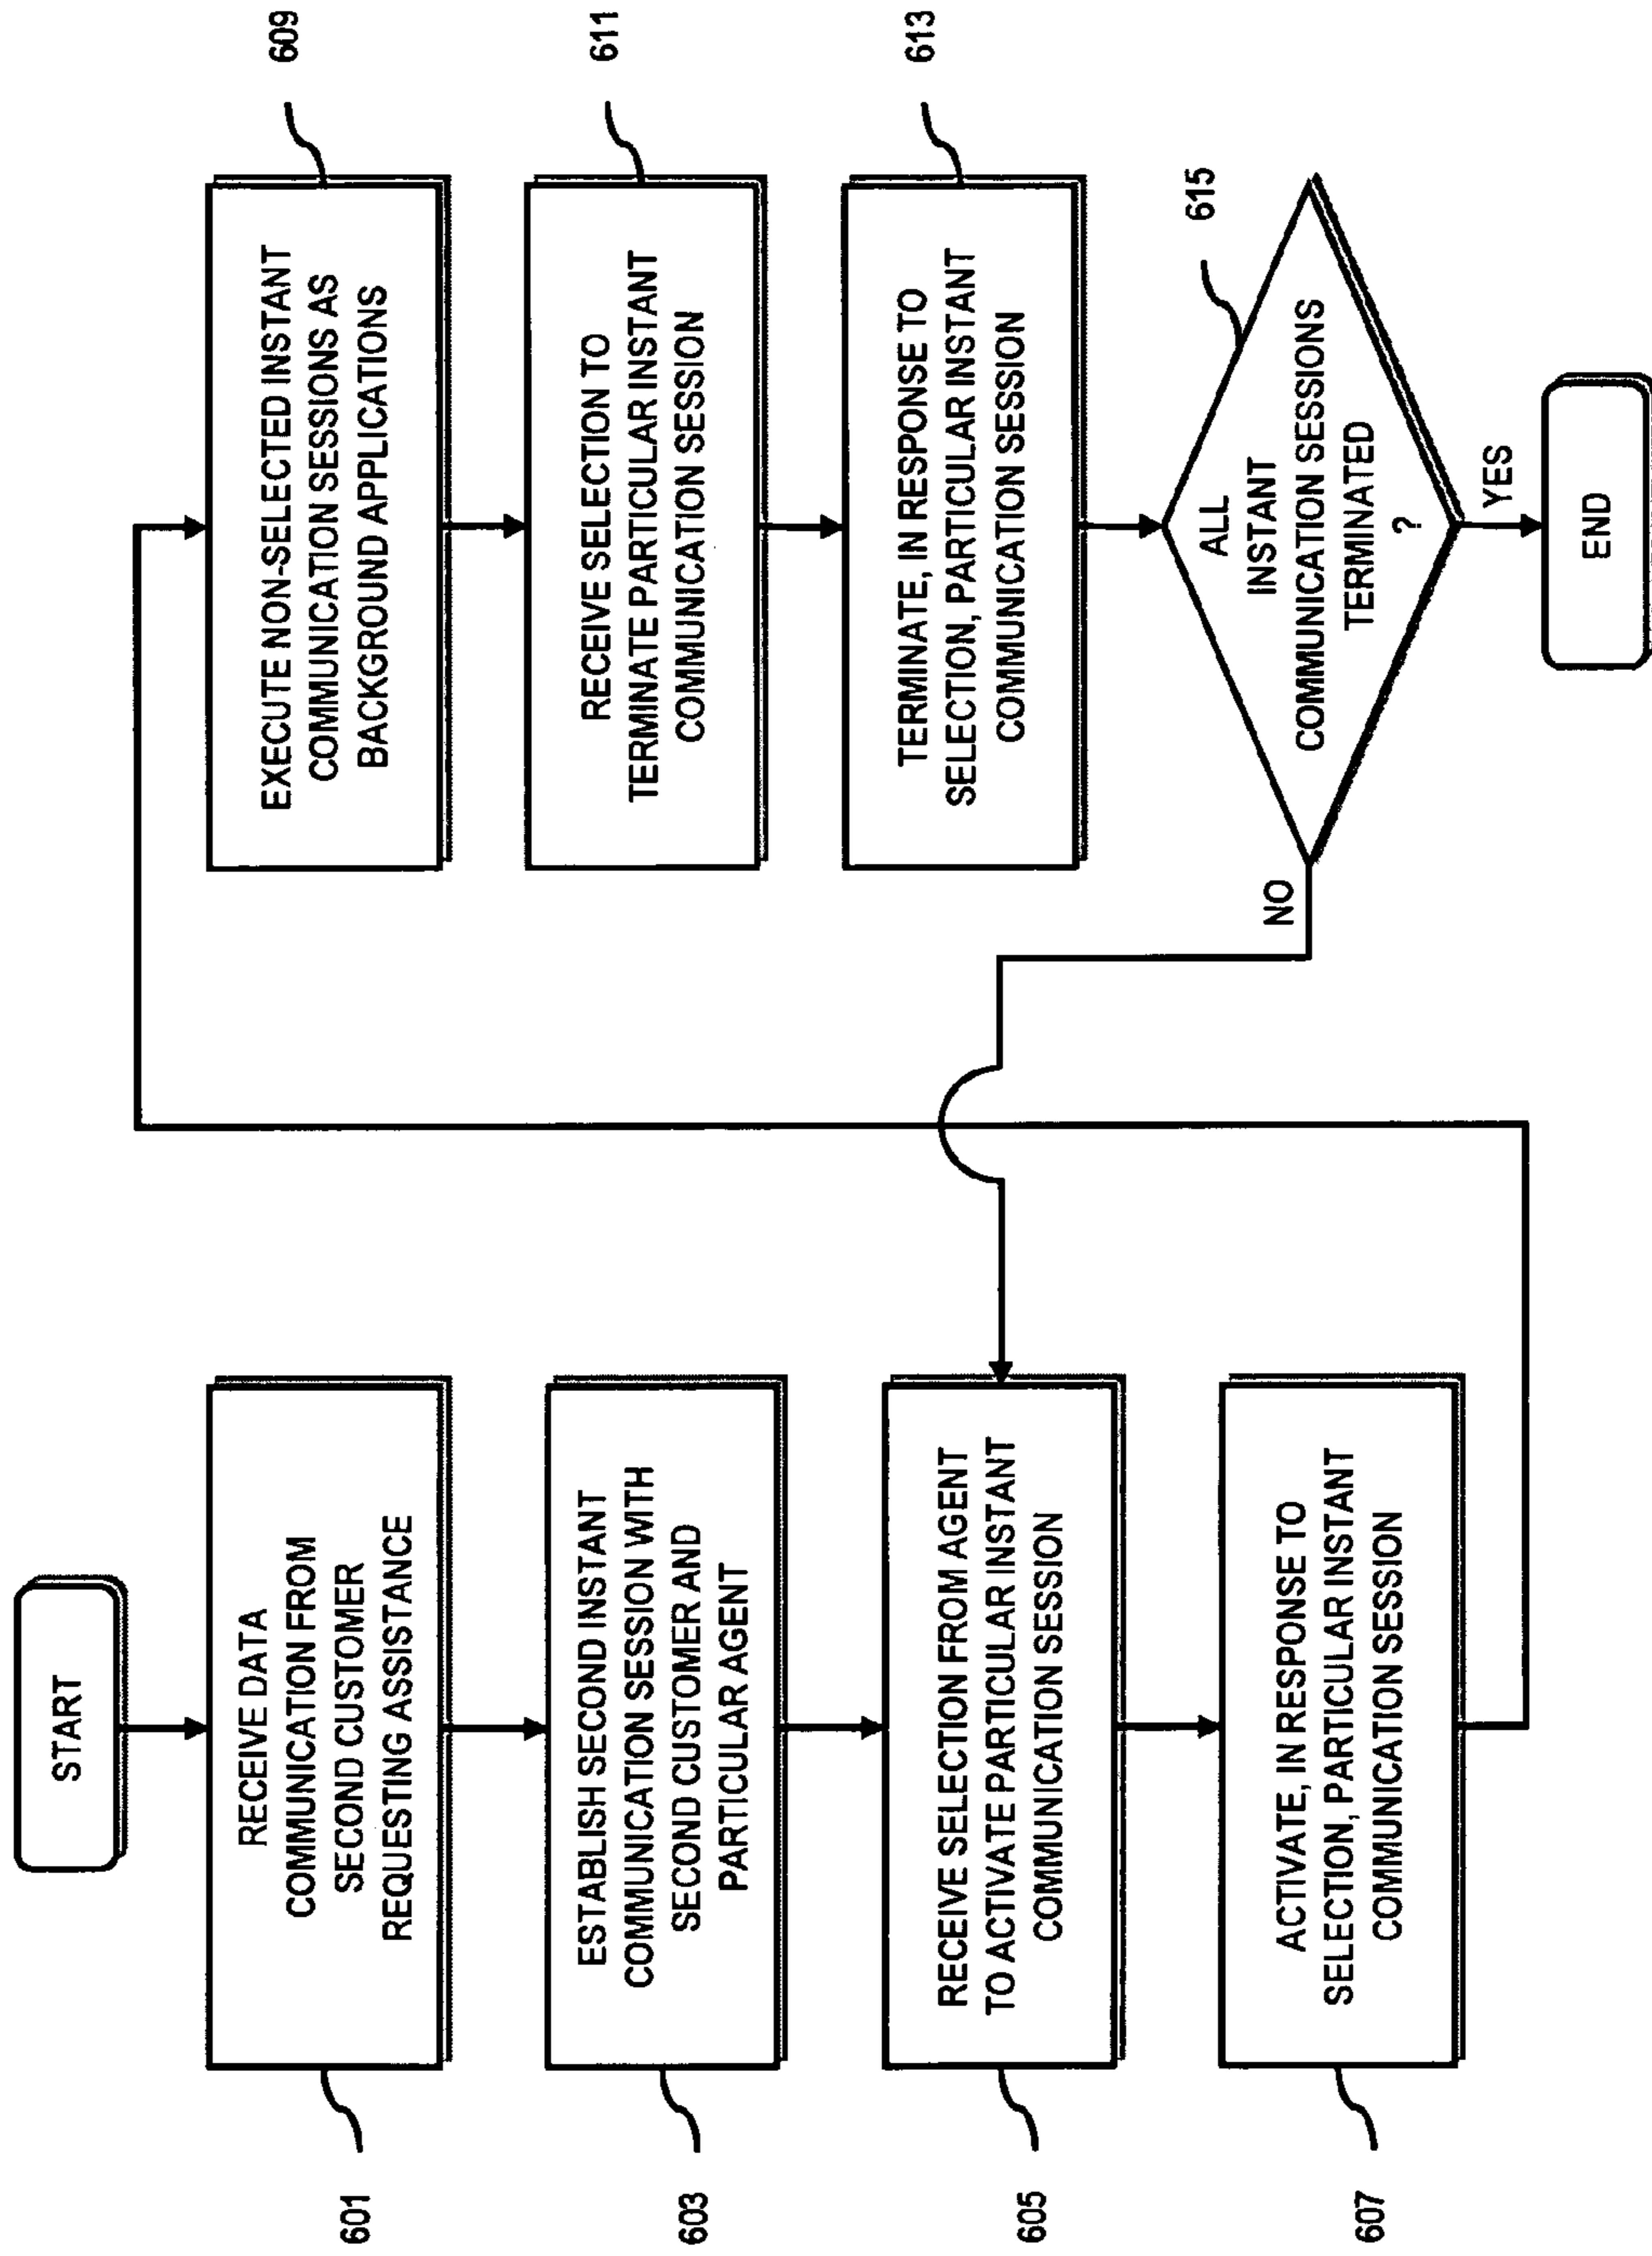 START
RECEIVE DATA
COMMUNICATION FROM
SECOND CUSTOMER
REQUESTING ASSISTANCE
601
ESTABLISH SECOND INSTANT
COMMUNICATION SESSION WITH
SECOND CUSTOMER AND
PARTICULAR AGENT
603
RECEIVE SELECTION FROM AGENT
TO ACTIVATE PARTICULAR INSTANT
COMMUNICATION SESSION
605
ACTIVATE, IN RESPONSE TO
SELECTION, PARTICULAR INSTANT
COMMUNICATION SESSION
607
EXECUTE NON-SELECTED INSTANT
COMMUNICATION SESSIONS AS
BACKGROUND APPLICATIONS
609
RECEIVE SELECTION TO
TERMINATE PARTICULAR INSTANT
COMMUNICATION SESSION
611
TERMINATE, IN RESPONSE TO
SELECTION, PARTICULAR INSTANT
COMMUNICATION SESSION
613
ALL
INSTANT
COMMUNICATION SESSIONS
TERMINATED
?
615
NO
YES
END